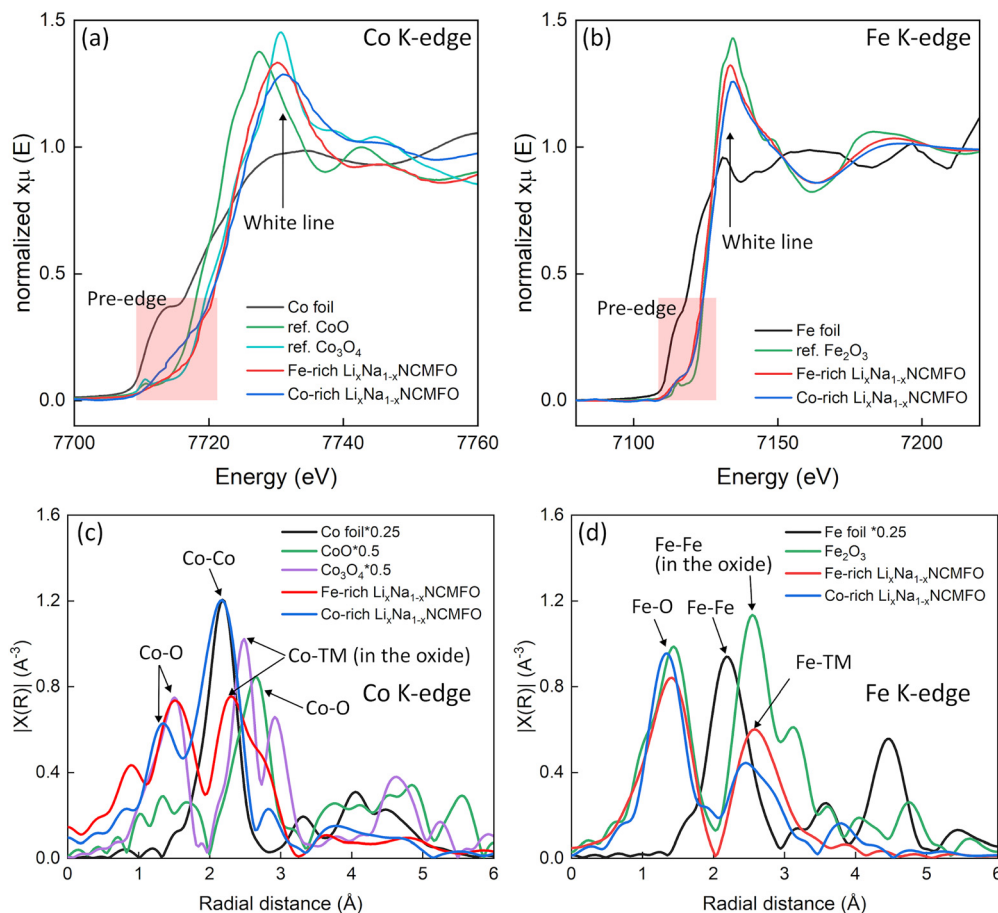 (a)
Co K-edge
normalized xμ (E)
1.5
1.0
0.5
0.0
White line
Pre-edge
Co foil
ref. CoO
ref. Co₃O₄
Fe-rich LiₓNa₁₋ₓNCMFO
Co-rich LiₓNa₁₋ₓNCMFO
7700
7720
7740
7760
Energy (eV)
(b)
Fe K-edge
normalized xμ (E)
1.5
1.0
0.5
0.0
White line
Pre-edge
Fe foil
ref. Fe₂O₃
Fe-rich LiₓNa₁₋ₓNCMFO
Co-rich LiₓNa₁₋ₓNCMFO
7100
7150
7200
Energy (eV)
(c)
Co foil*0.25
CoO*0.5
Co₃O₄*0.5
Fe-rich LiₓNa₁₋ₓNCMFO
Co-rich LiₓNa₁₋ₓNCMFO
Co-Co
Co-O
Co-TM (in the oxide)
Co K-edge
Co-O
|X(R)| (A⁻³)
1.6
1.2
0.8
0.4
0.0
0
1
2
3
4
5
6
Radial distance (Å)
(d)
Fe foil *0.25
Fe₂O₃
Fe-rich LiₓNa₁₋ₓNCMFO
Co-rich LiₓNa₁₋ₓNCMFO
Fe-Fe
(in the oxide)
Fe-O
Fe-Fe
Fe-TM
Fe K-edge
|X(R)| (A⁻³)
1.6
1.2
0.8
0.4
0.0
0
1
2
3
4
5
6
Radial distance (Å)